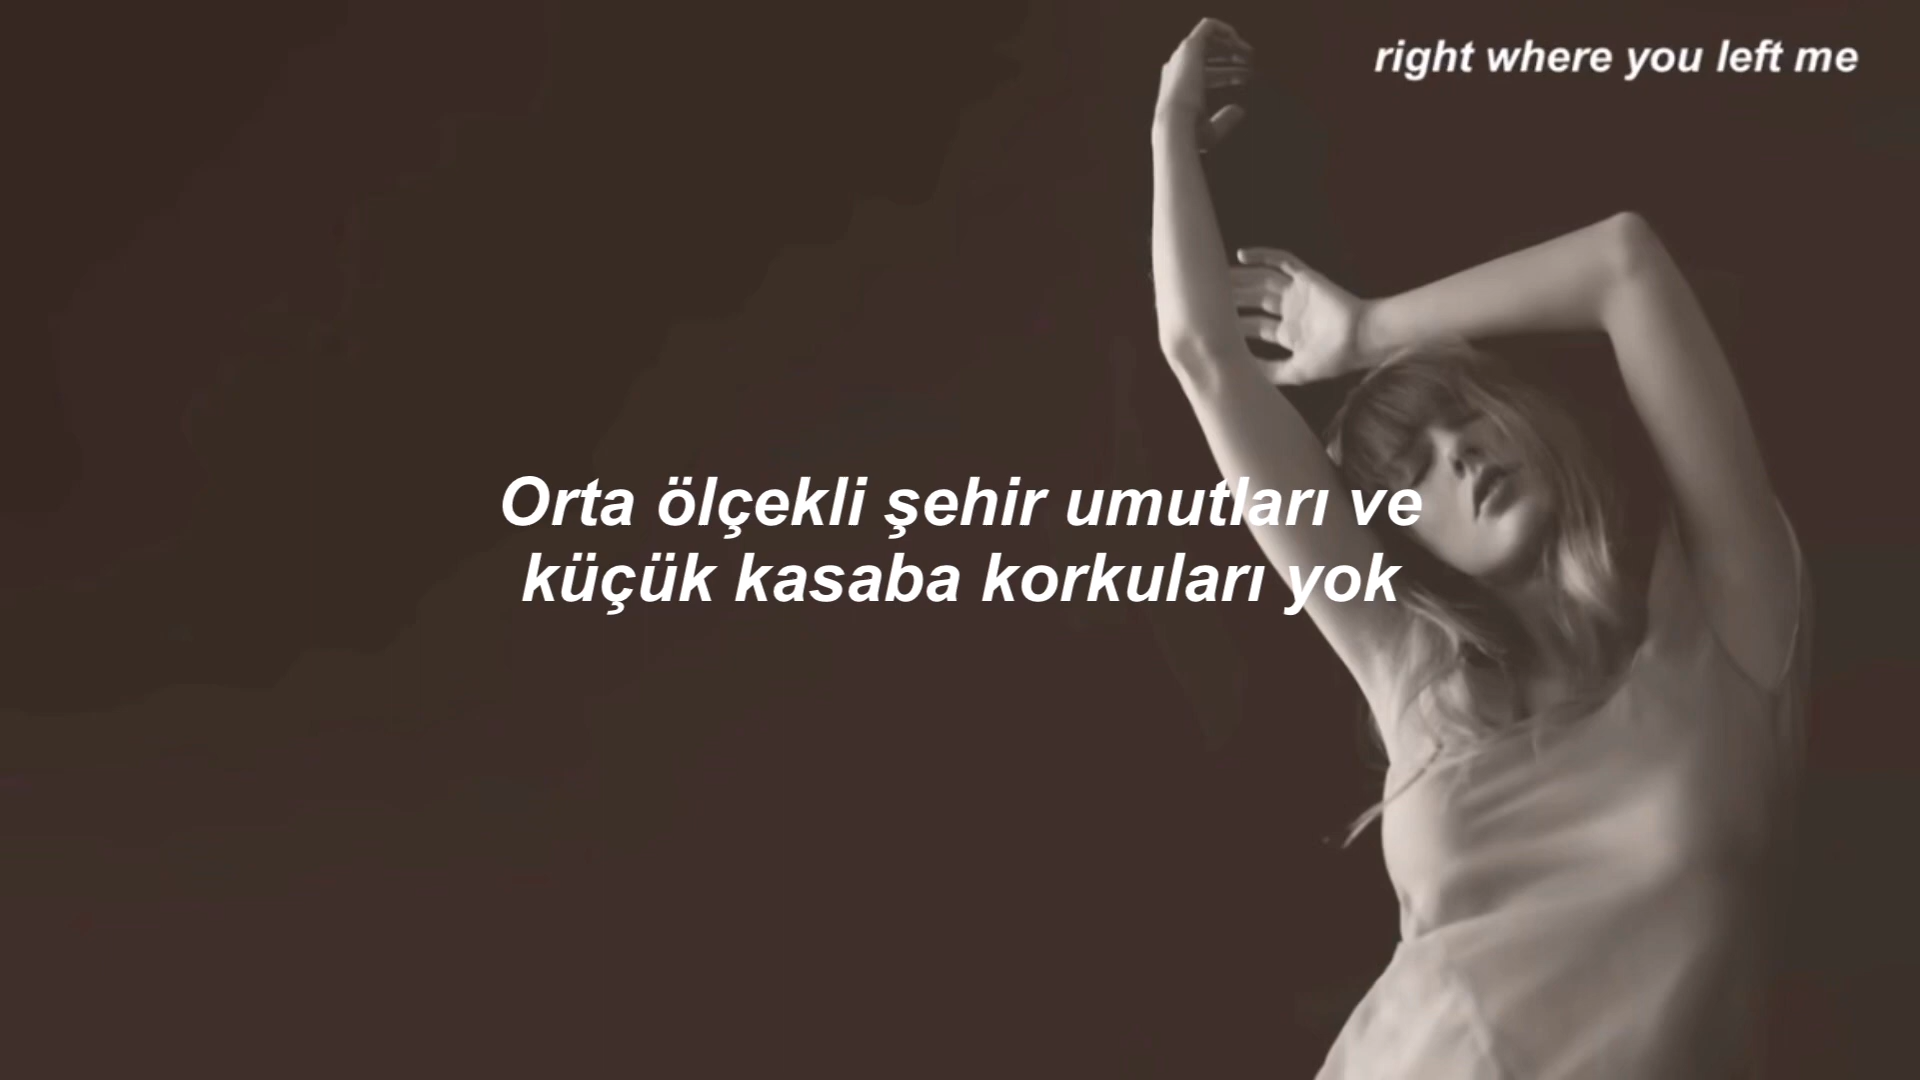 right where you left me
Orta ölçekli şehir umutları ve
küçük kasaba korkuları yok